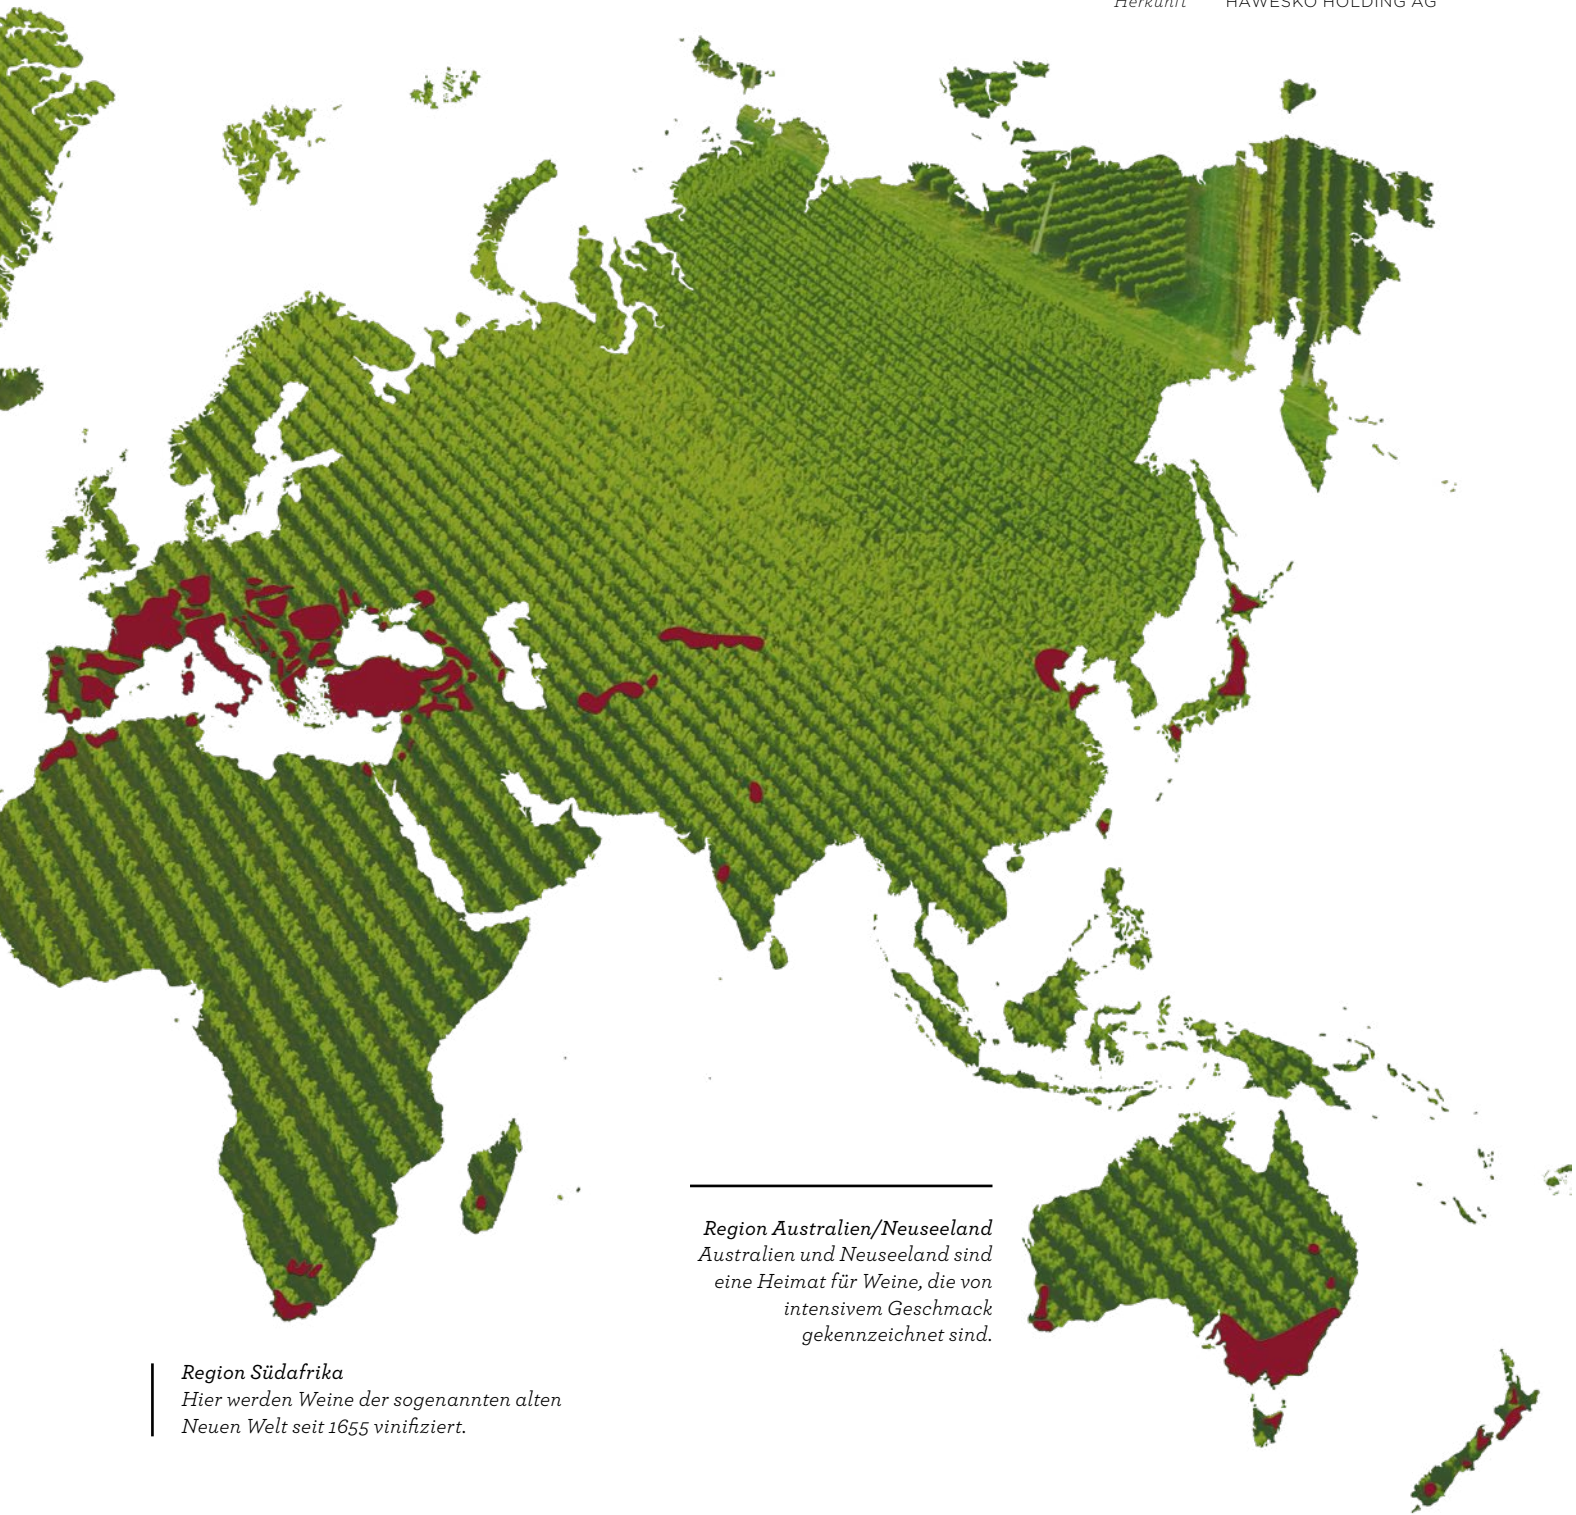 Herkunft HAWESKO HOLDING AG
Region Australien/Neuseeland
Australien und Neuseeland sind
eine Heimat für Weine, die von
intensivem Geschmack
gekennzeichnet sind.
Region Südafrika
Hier werden Weine der sogenannten alten
Neuen Welt seit 1655 vinifiziert.